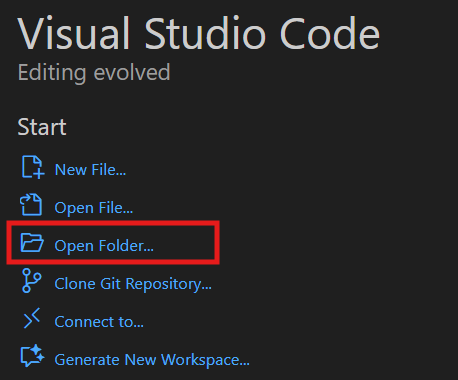 Visual Studio Code
Editing evolved
Start
New File...
Open File...
Open Folder...
Clone Git Repository...
Connect to...
Generate New Workspace...